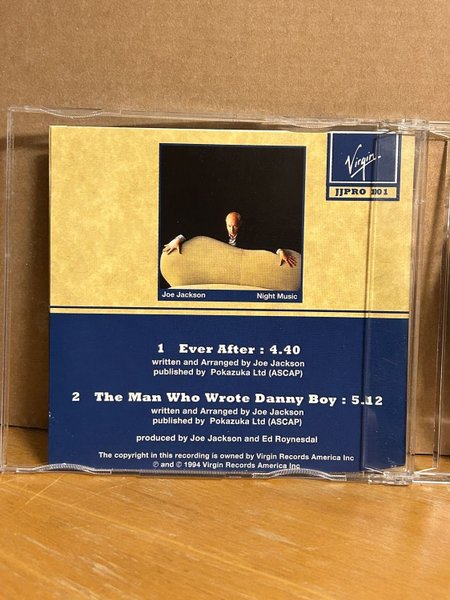 Virgin
JJPRO 1001
Joe Jackson Night Music
1 Ever After : 4.40
written and Arranged by Joe Jackson
published by Pokazuka Ltd (ASCAP)
2 The Man Who Wrote Danny Boy : 5.12
written and Arranged by Joe Jackson
published by Pokazuka Ltd (ASCAP)
produced by Joe Jackson and Ed Roynesdal
The copyright in this recording is owned by Virgin Records America Inc
℗ and © 1994 Virgin Records America Inc